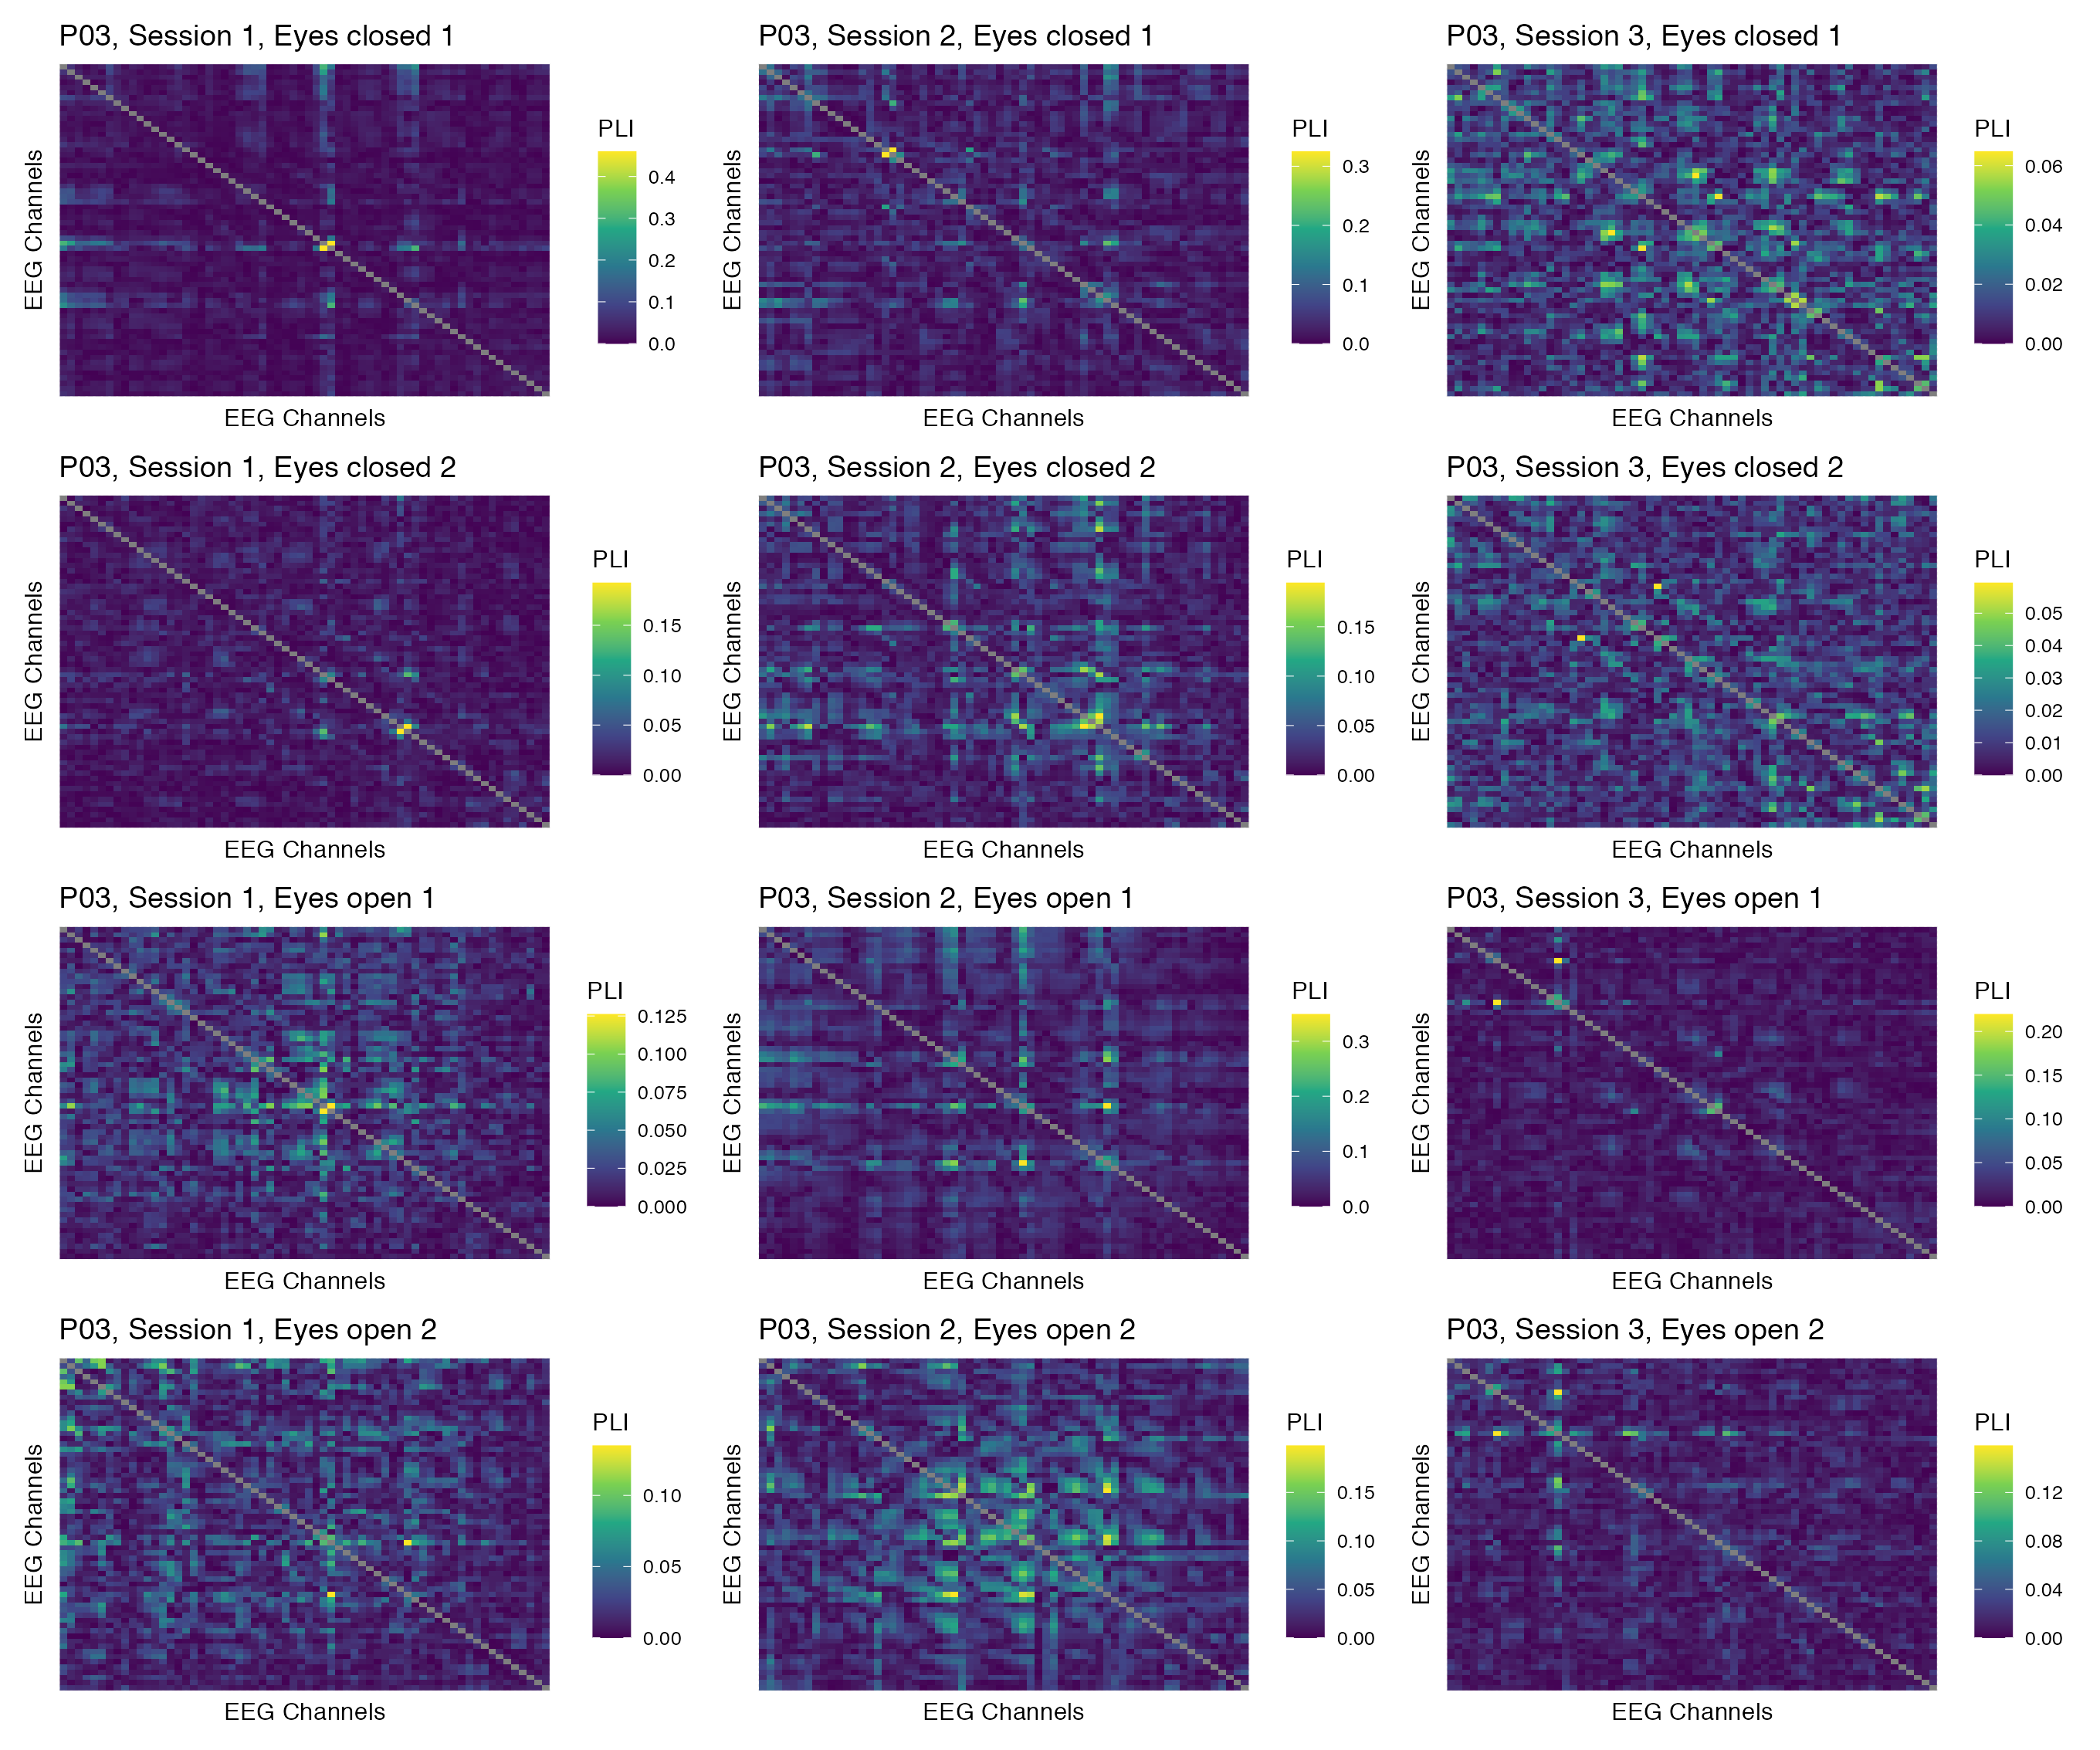 P03, Session 1, Eyes closed 1
EEG Channels
EEG Channels
PLI
0.4
0.3
0.2
0.1
0.0
P03, Session 2, Eyes closed 1
EEG Channels
EEG Channels
PLI
0.3
0.2
0.1
0.0
P03, Session 3, Eyes closed 1
EEG Channels
EEG Channels
PLI
0.06
0.04
0.02
0.00
P03, Session 1, Eyes closed 2
EEG Channels
EEG Channels
PLI
0.15
0.10
0.05
0.00
P03, Session 2, Eyes closed 2
EEG Channels
EEG Channels
PLI
0.15
0.10
0.05
0.00
P03, Session 3, Eyes closed 2
EEG Channels
EEG Channels
PLI
0.05
0.04
0.03
0.02
0.01
0.00
P03, Session 1, Eyes open 1
EEG Channels
EEG Channels
PLI
0.125
0.100
0.075
0.050
0.025
0.000
P03, Session 2, Eyes open 1
EEG Channels
EEG Channels
PLI
0.3
0.2
0.1
0.0
P03, Session 3, Eyes open 1
EEG Channels
EEG Channels
PLI
0.20
0.15
0.10
0.05
0.00
P03, Session 1, Eyes open 2
EEG Channels
EEG Channels
PLI
0.10
0.05
0.00
P03, Session 2, Eyes open 2
EEG Channels
EEG Channels
PLI
0.15
0.10
0.05
0.00
P03, Session 3, Eyes open 2
EEG Channels
EEG Channels
PLI
0.12
0.08
0.04
0.00